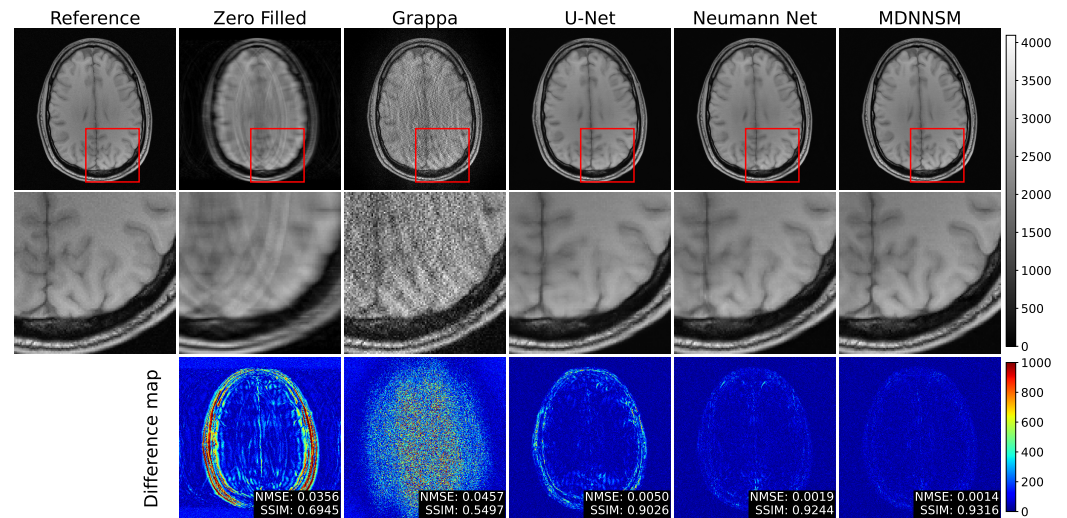 Reference Zero Filled Grappa U-Net Neumann Net MDNNSM
4000
3500
3000
2500
2000
1500
1000
500
0
Difference map
NMSE: 0.0356
SSIM: 0.6945
NMSE: 0.0457
SSIM: 0.5497
NMSE: 0.0050
SSIM: 0.9026
NMSE: 0.0019
SSIM: 0.9244
NMSE: 0.0014
SSIM: 0.9316
1000
800
600
400
200
0